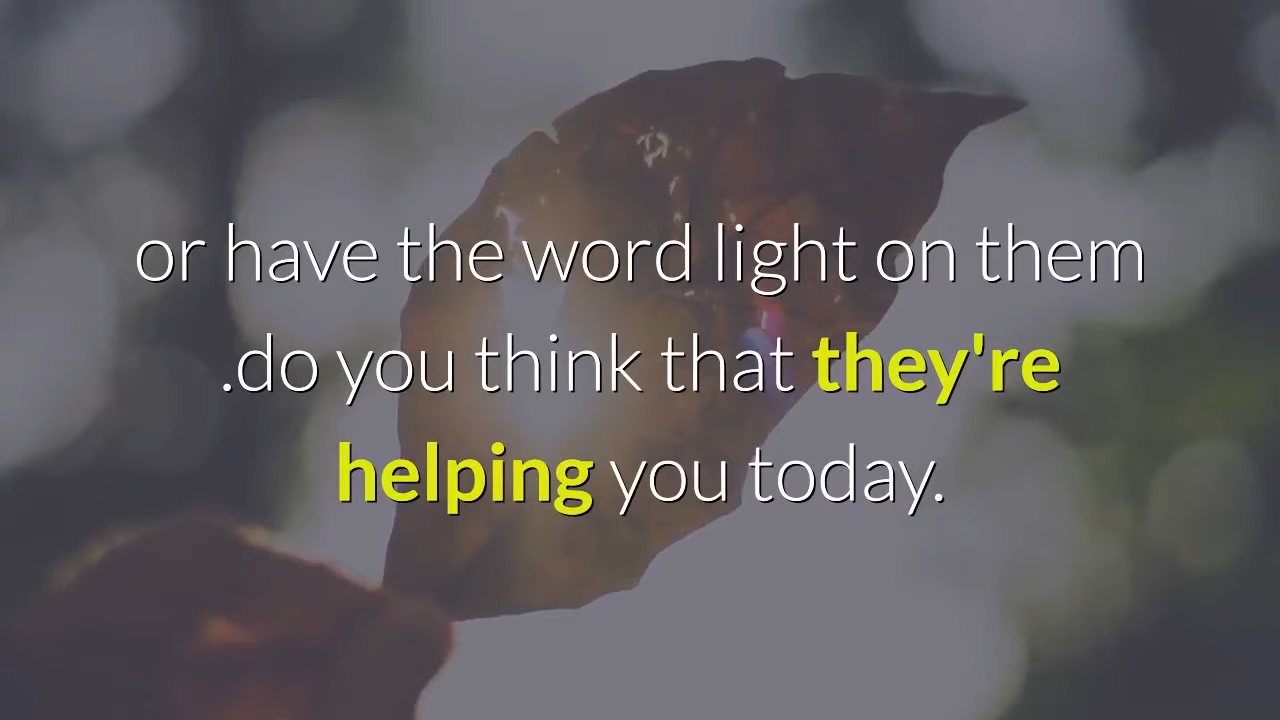 or have the word light on them
.do you think that they're
helping you today.